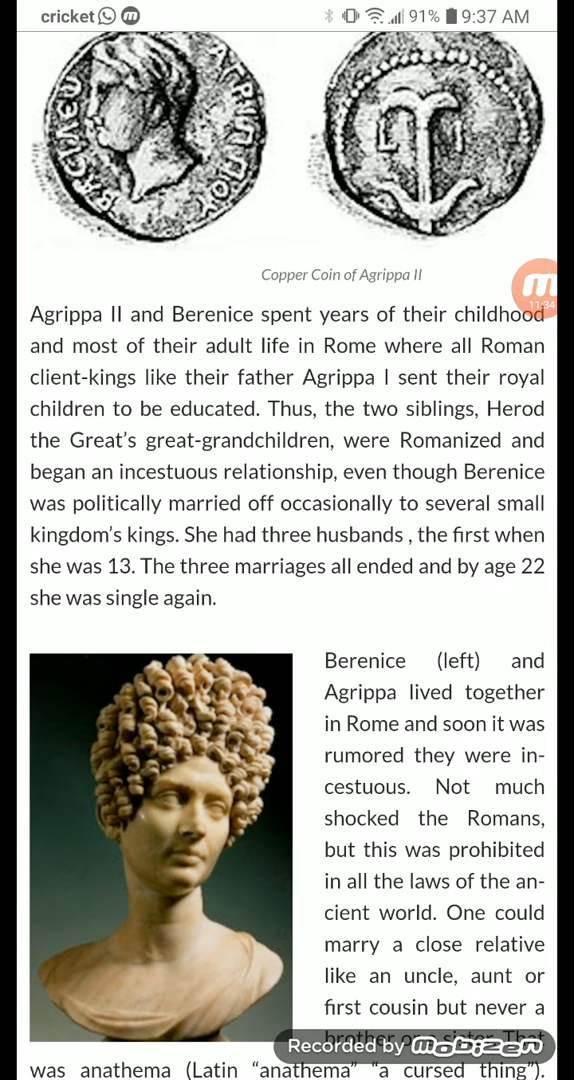 cricket 91% 9:37 AM
ΒΑCΙΛΕΥ ΑΓΡΙΠΠΟΥ
L I
Copper Coin of Agrippa II
11:34
Agrippa II and Berenice spent years of their childhood
and most of their adult life in Rome where all Roman
client-kings like their father Agrippa I sent their royal
children to be educated. Thus, the two siblings, Herod
the Great’s great-grandchildren, were Romanized and
began an incestuous relationship, even though Berenice
was politically married off occasionally to several small
kingdom’s kings. She had three husbands , the first when
she was 13. The three marriages all ended and by age 22
she was single again.
Berenice (left) and
Agrippa lived together
in Rome and soon it was
rumored they were in-
cestuous. Not much
shocked the Romans,
but this was prohibited
in all the laws of the an-
cient world. One could
marry a close relative
like an uncle, aunt or
first cousin but never a
brother or a sister. That
Recorded by mobizen
was anathema (Latin “anathema” “a cursed thing”).